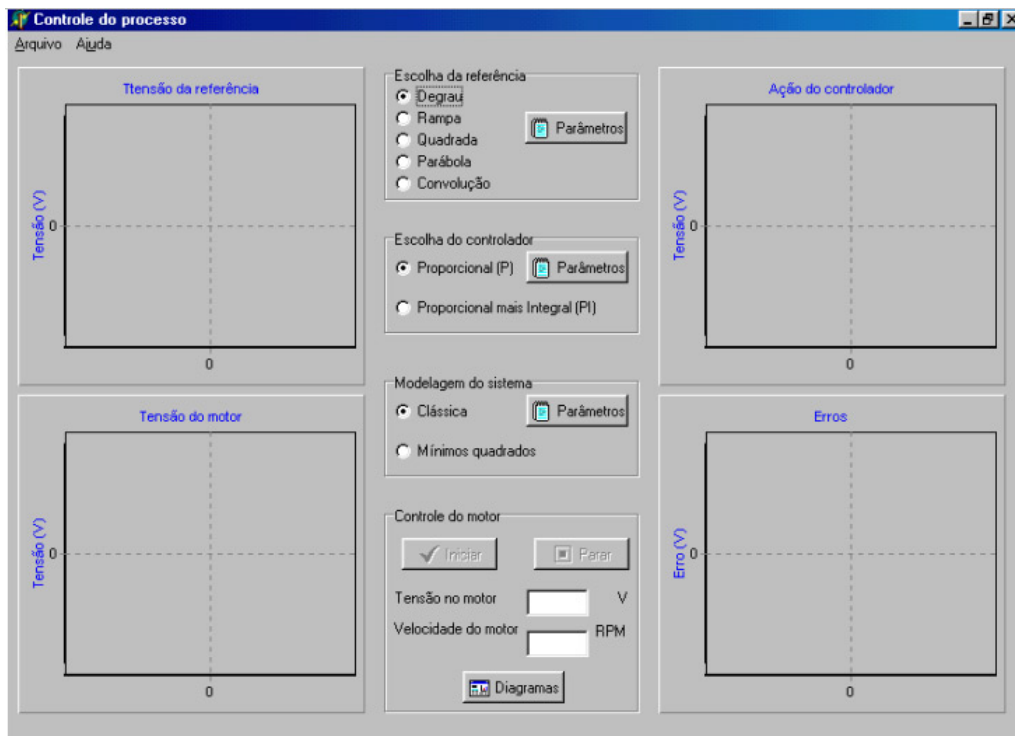 Controle do processo
Arquivo Ajuda
Ttensão da referência
Tensão (V)
0
0
Escolha da referência
Degrau
Rampa
Quadrada
Parábola
Convolução
Parâmetros
Escolha do controlador
Proporcional (P)
Parâmetros
Proporcional mais Integral (PI)
Ação do controlador
Tensão (V)
0
0
Tensão do motor
Tensão (V)
0
0
Modelagem do sistema
Clássica
Parâmetros
Mínimos quadrados
Controle do motor
Iniciar
Parar
Tensão no motor V
Velocidade do motor RPM
Diagramas
Erros
Erro (V)
0
0